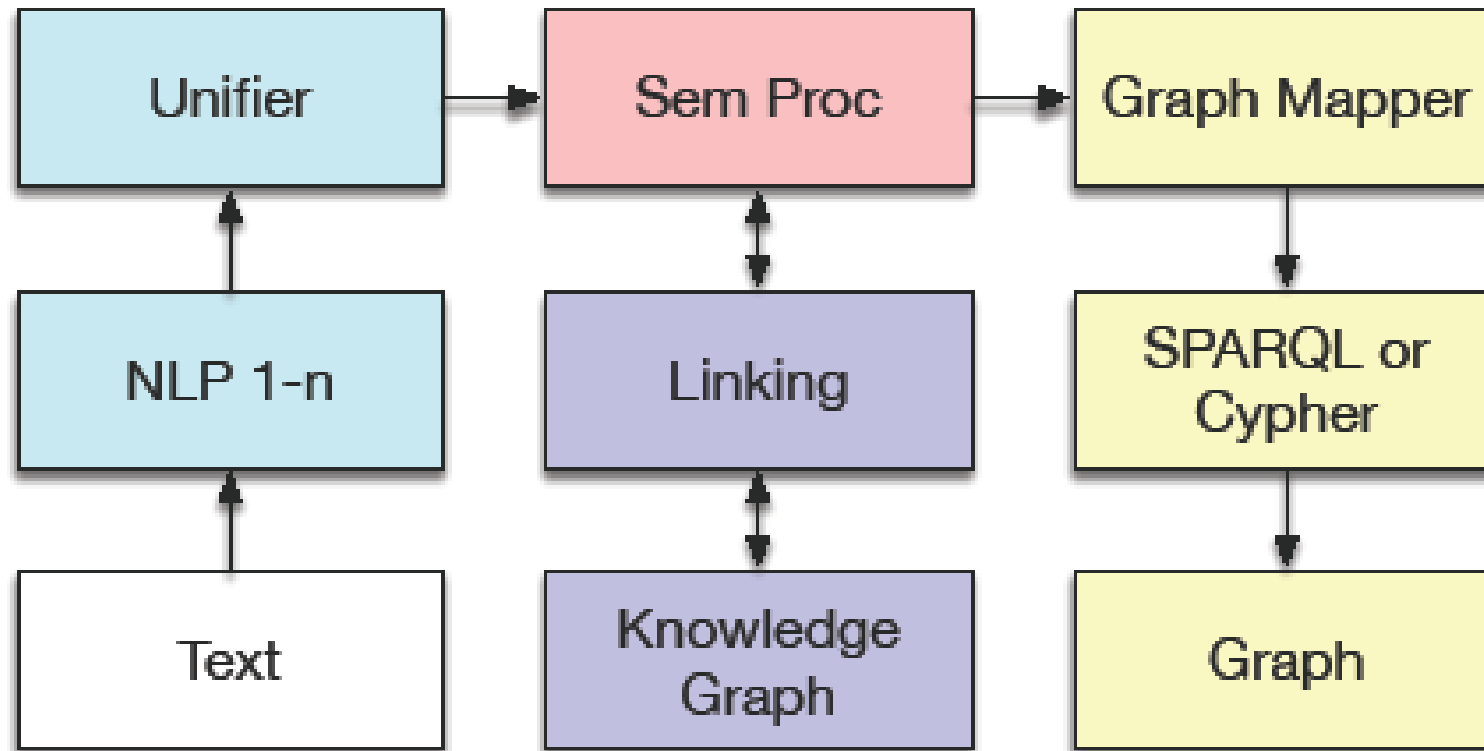 Unifier
Sem Proc
Graph Mapper
NLP 1-n
Linking
SPARQL or
Cypher
Text
Knowledge
Graph
Graph